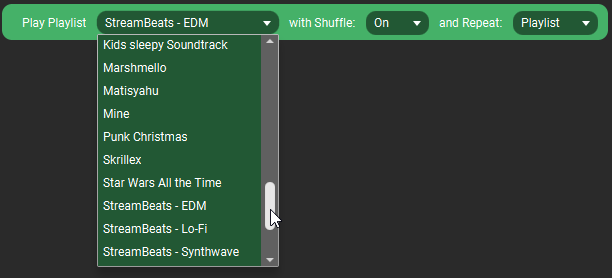 Play Playlist StreamBeats - EDM with Shuffle: On and Repeat: Playlist
Kids sleepy Soundtrack
Marshmello
Matisyahu
Mine
Punk Christmas
Skrillex
Star Wars All the Time
StreamBeats - EDM
StreamBeats - Lo-Fi
StreamBeats - Synthwave